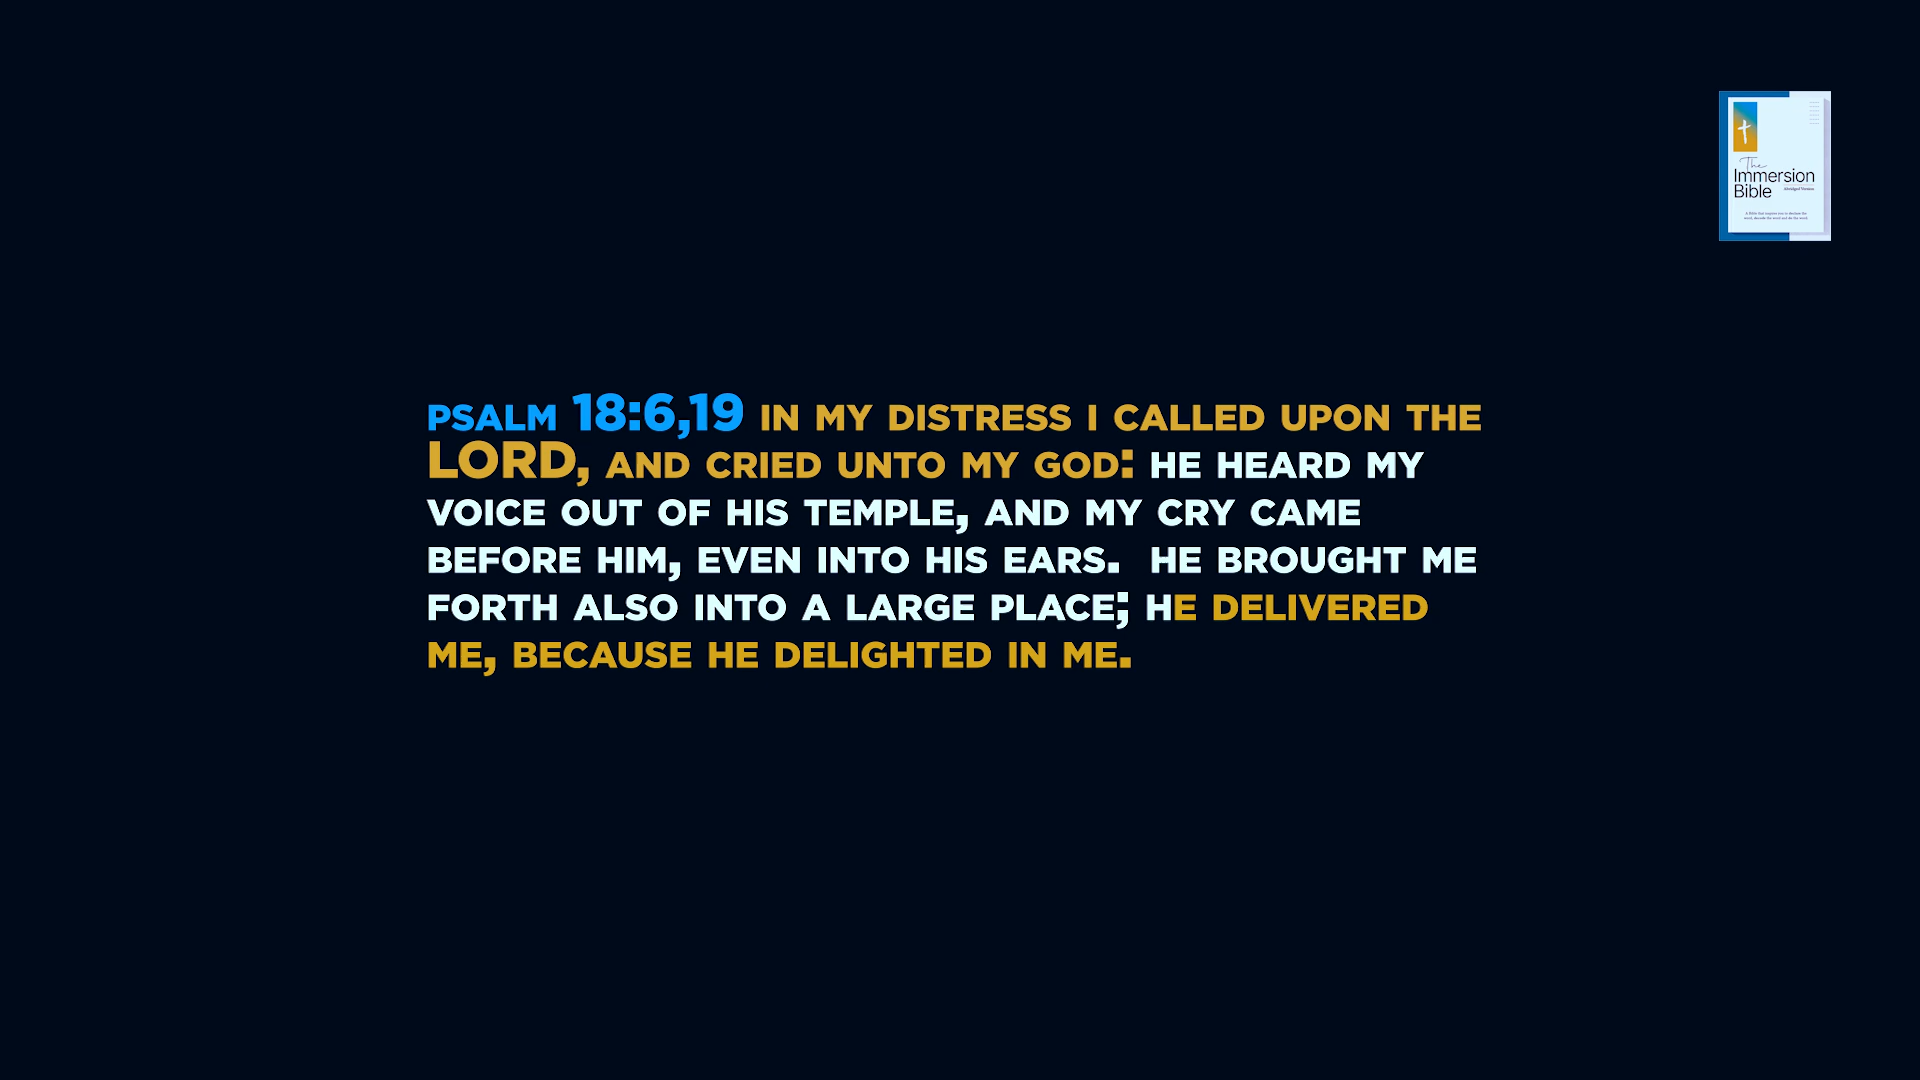 The
Immersion
Bible
Abridged Version
PSALM 18:6,19 IN MY DISTRESS I CALLED UPON THE
LORD, AND CRIED UNTO MY GOD: HE HEARD MY
VOICE OUT OF HIS TEMPLE, AND MY CRY CAME
BEFORE HIM, EVEN INTO HIS EARS.  HE BROUGHT ME
FORTH ALSO INTO A LARGE PLACE; HE DELIVERED
ME, BECAUSE HE DELIGHTED IN ME.